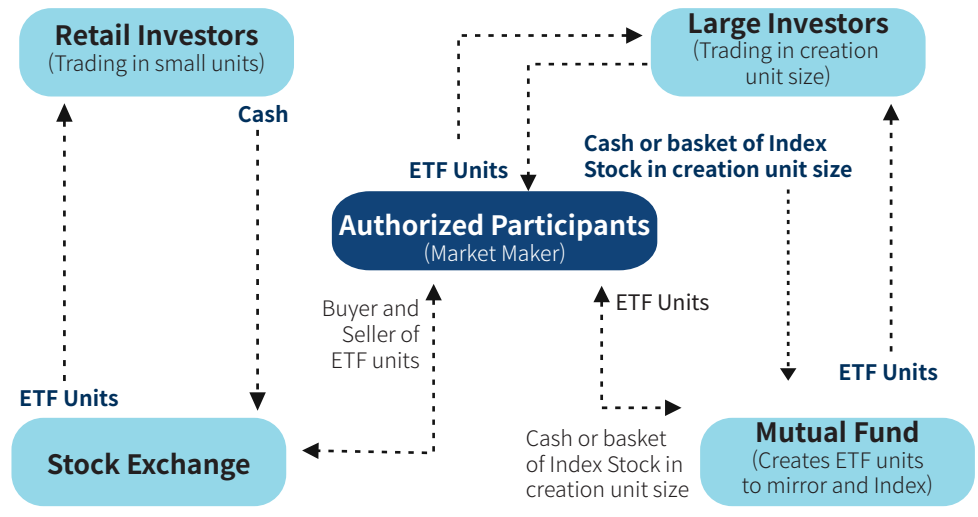 Retail Investors
(Trading in small units)
Large Investors
(Trading in creation
unit size)
Cash
Cash or basket of Index
Stock in creation unit size
ETF Units
Authorized Participants
(Market Maker)
Buyer and
Seller of
ETF units
ETF Units
ETF Units
ETF Units
Stock Exchange
Cash or basket
of Index Stock in
creation unit size
Mutual Fund
(Creates ETF units
to mirror and Index)